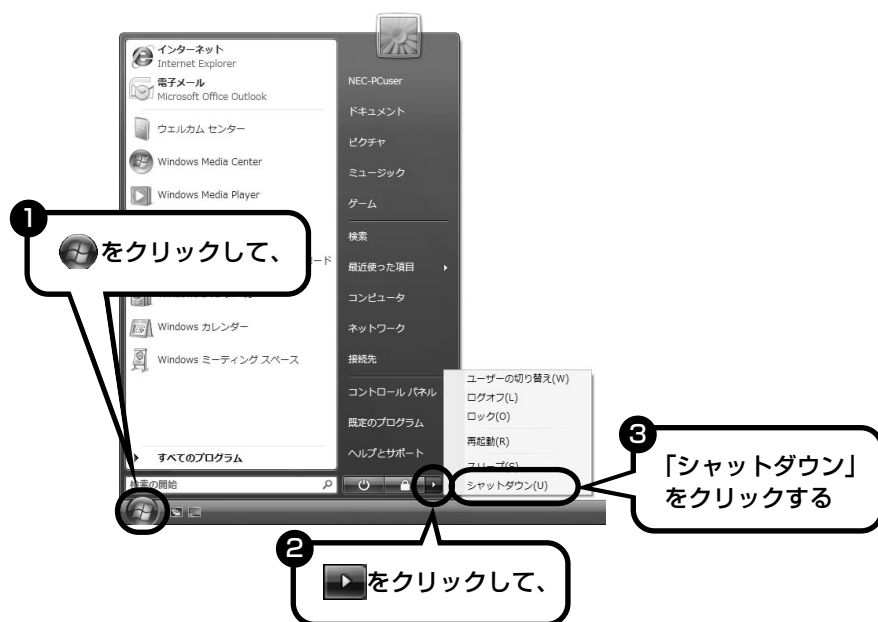 インターネット
Internet Explorer
電子メール
Microsoft Office Outlook
ウェルカム センター
Windows Media Center
Windows Media Player
ード
Windows カレンダー
Windows ミーティング スペース
すべてのプログラム
検索の開始
NEC-PCuser
ドキュメント
ピクチャ
ミュージック
ゲーム
検索
最近使った項目
コンピュータ
ネットワーク
接続先
コントロール パネル
既定のプログラム
ヘルプとサポート
ユーザーの切り替え(W)
ログオフ(L)
ロック(O)
再起動(R)
スリープ(S)
シャットダウン(U)
1
をクリックして、
2
をクリックして、
3
「シャットダウン」
をクリックする